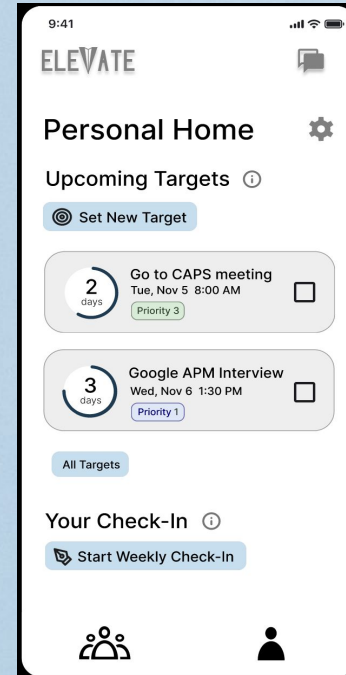 9:41
ELEVATE
Personal Home
Upcoming Targets
Set New Target
2
days
Go to CAPS meeting
Tue, Nov 5 8:00 AM
Priority 3
3
days
Google APM Interview
Wed, Nov 6 1:30 PM
Priority 1
All Targets
Your Check-In
Start Weekly Check-In